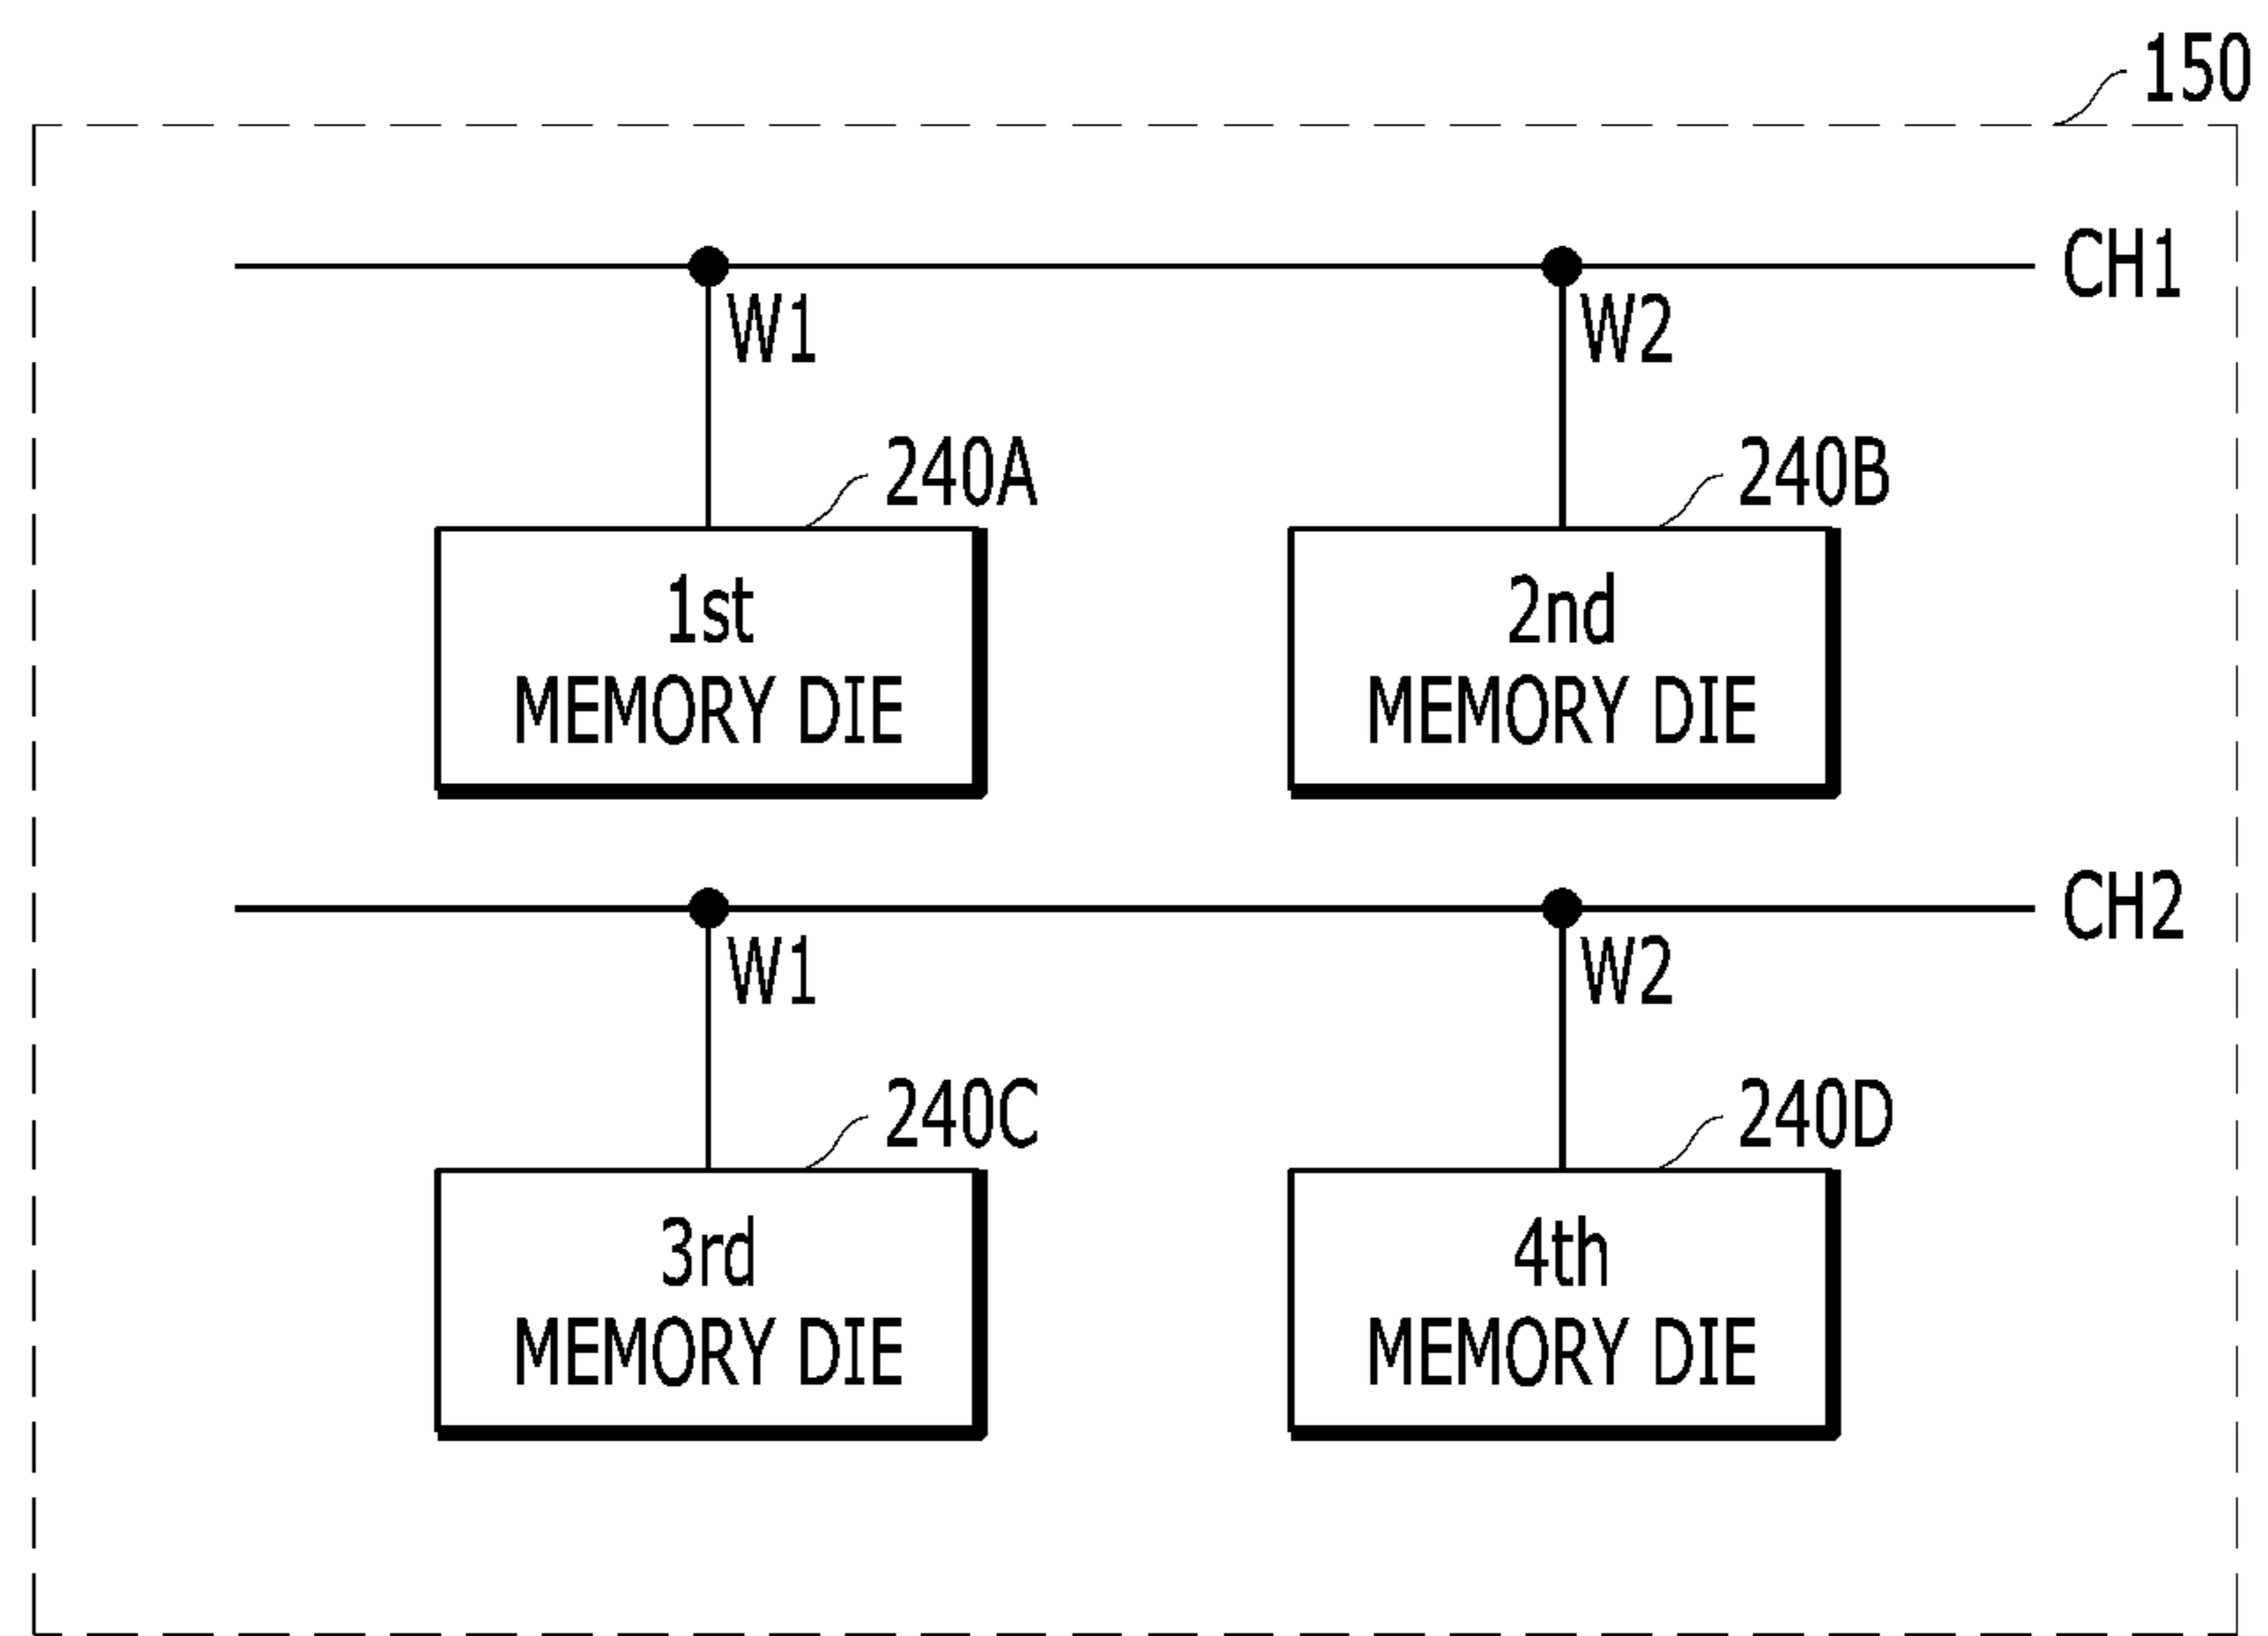 150
CH1
W1
W2
240A
240B
1st
MEMORY DIE
2nd
MEMORY DIE
CH2
W1
W2
240C
240D
3rd
MEMORY DIE
4th
MEMORY DIE